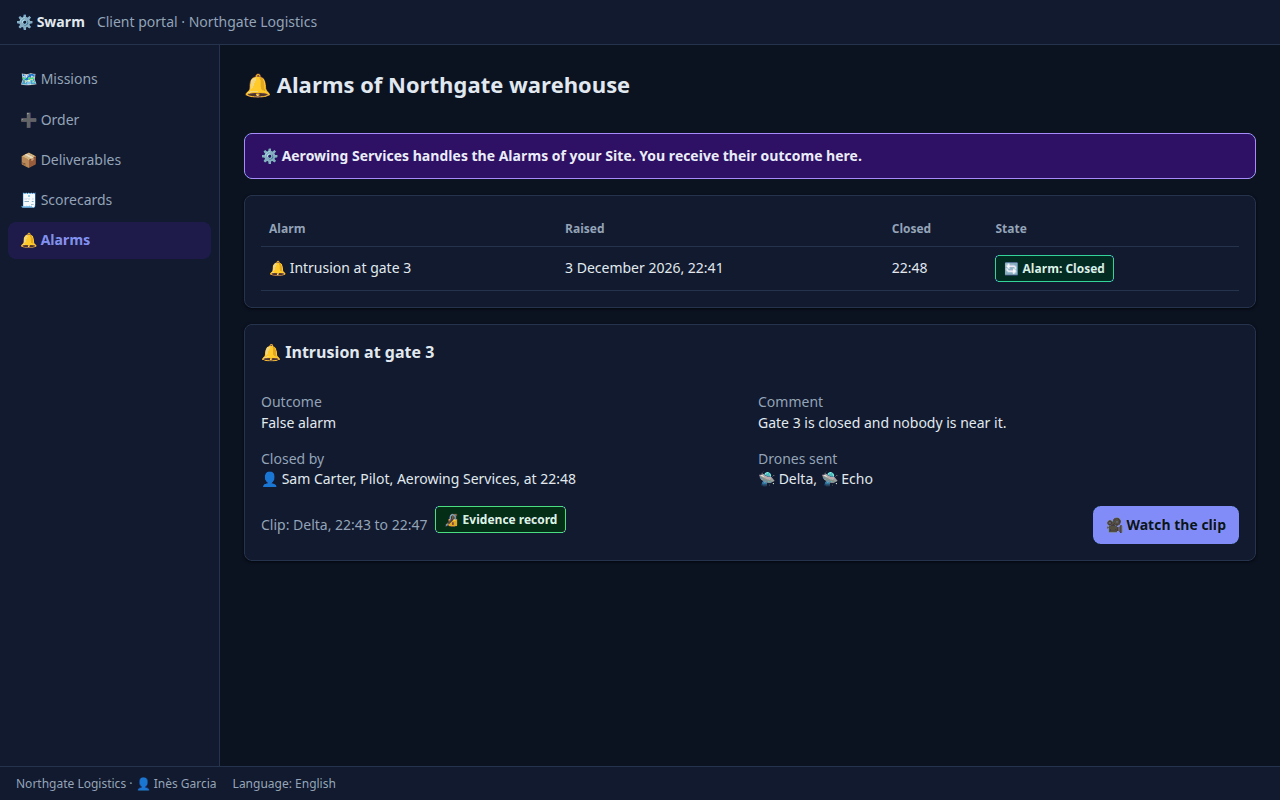 ⚙️ Swarm Client portal · Northgate Logistics
🗺️ Missions
➕ Order
📦 Deliverables
🧾 Scorecards
🔔 Alarms
🔔 Alarms of Northgate warehouse
⚙️ Aerowing Services handles the Alarms of your Site. You receive their outcome here.
Alarm Raised Closed State
🔔 Intrusion at gate 3 3 December 2026, 22:41 22:48 🔄 Alarm: Closed
🔔 Intrusion at gate 3
Outcome
False alarm
Comment
Gate 3 is closed and nobody is near it.
Closed by
👤 Sam Carter, Pilot, Aerowing Services, at 22:48
Drones sent
🛸 Delta, 🛸 Echo
Clip: Delta, 22:43 to 22:47 🔏 Evidence record
🎥 Watch the clip
Northgate Logistics · 👤 Inès Garcia Language: English